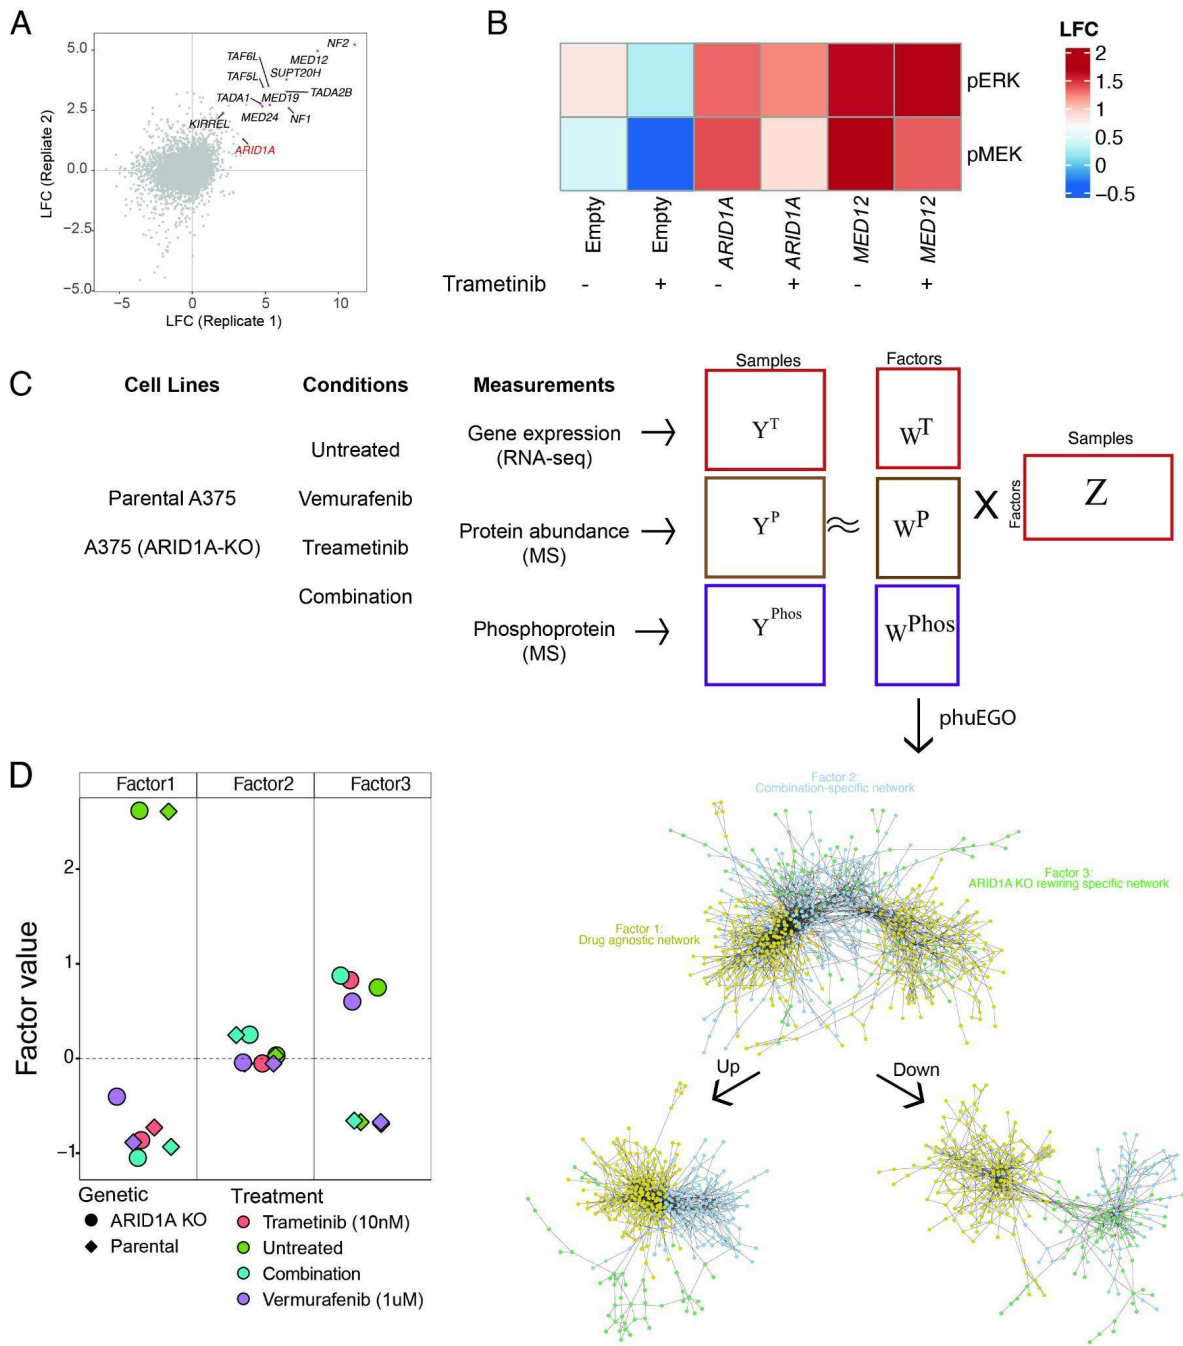 A
LFC (Repliate 2)
5.0
2.5
0.0
−2.5
−5.0
−5
0
5
10
LFC (Replicate 1)
NF2
MED12
TAF6L
SUPT20H
TAF5L
TADA2B
TADA1
MED19
MED24
NF1
KIRREL
ARID1A
B
LFC
2
1.5
1
0.5
0
−0.5
pERK
pMEK
Empty
Empty
ARID1A
ARID1A
MED12
MED12
Trametinib - + - + - +
C
Cell Lines
Parental A375
A375 (ARID1A-KO)
Conditions
Untreated
Vemurafenib
Treametinib
Combination
Measurements
Gene expression
(RNA-seq)
Protein abundance
(MS)
Phosphoprotein
(MS)
Samples
Y^T
Y^P
Y^Phos
≈
Factors
W^T
W^P
W^Phos
X
Samples
Factors
Z
phuEGO
Factor 2:
Combination-specific network
Factor 3:
ARID1A KO rewiring specific network
Factor 1:
Drug agnostic network
Up
Down
D
Factor1
Factor2
Factor3
Factor value
2
1
0
−1
Genetic
ARID1A KO
Parental
Treatment
Trametinib (10nM)
Untreated
Combination
Vermurafenib (1uM)